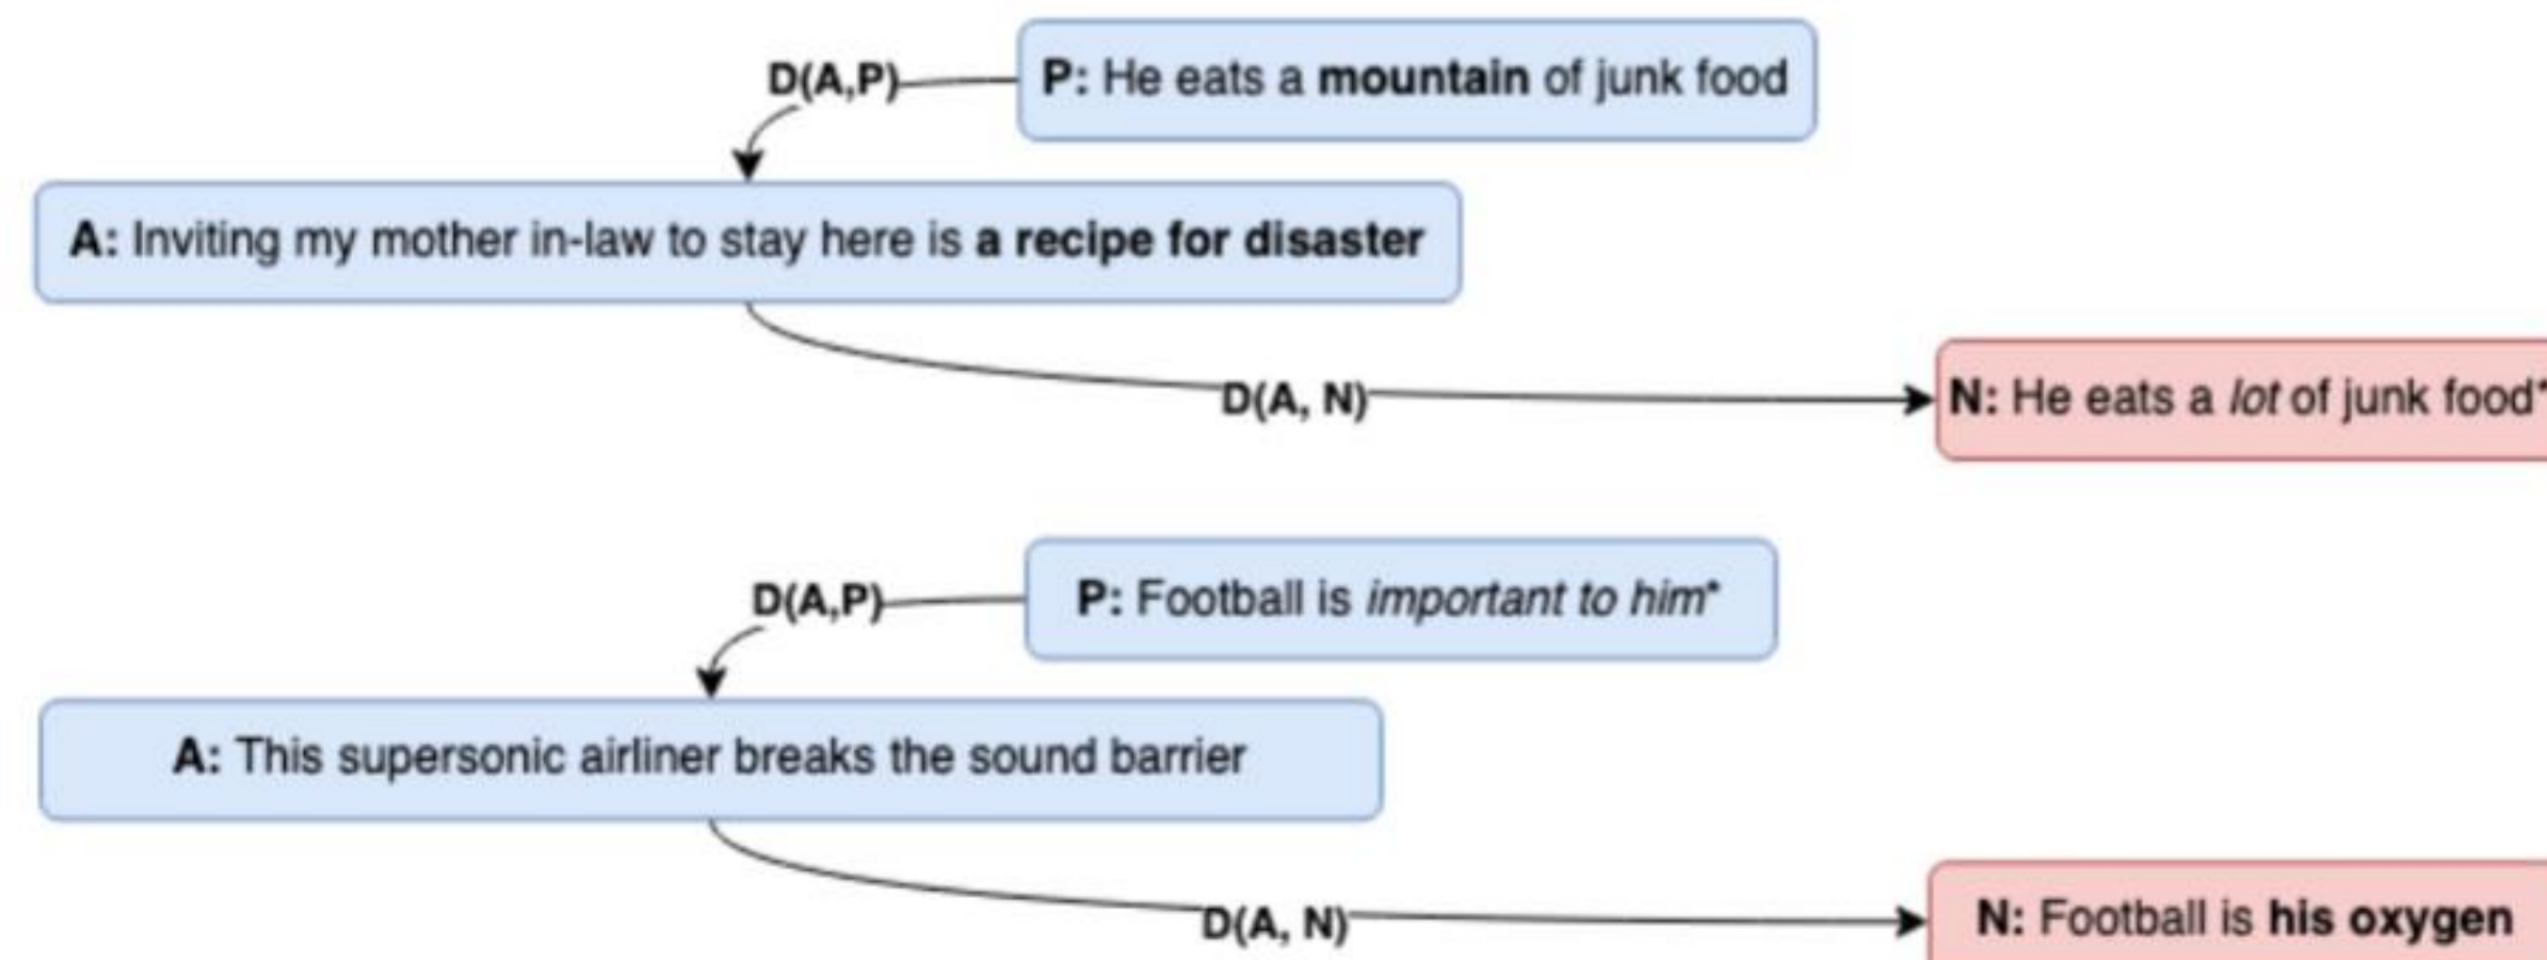 D(A,P)
P: He eats a mountain of junk food
A: Inviting my mother in-law to stay here is a recipe for disaster
D(A, N)
N: He eats a lot of junk food*
D(A,P)
P: Football is important to him*
A: This supersonic airliner breaks the sound barrier
D(A, N)
N: Football is his oxygen